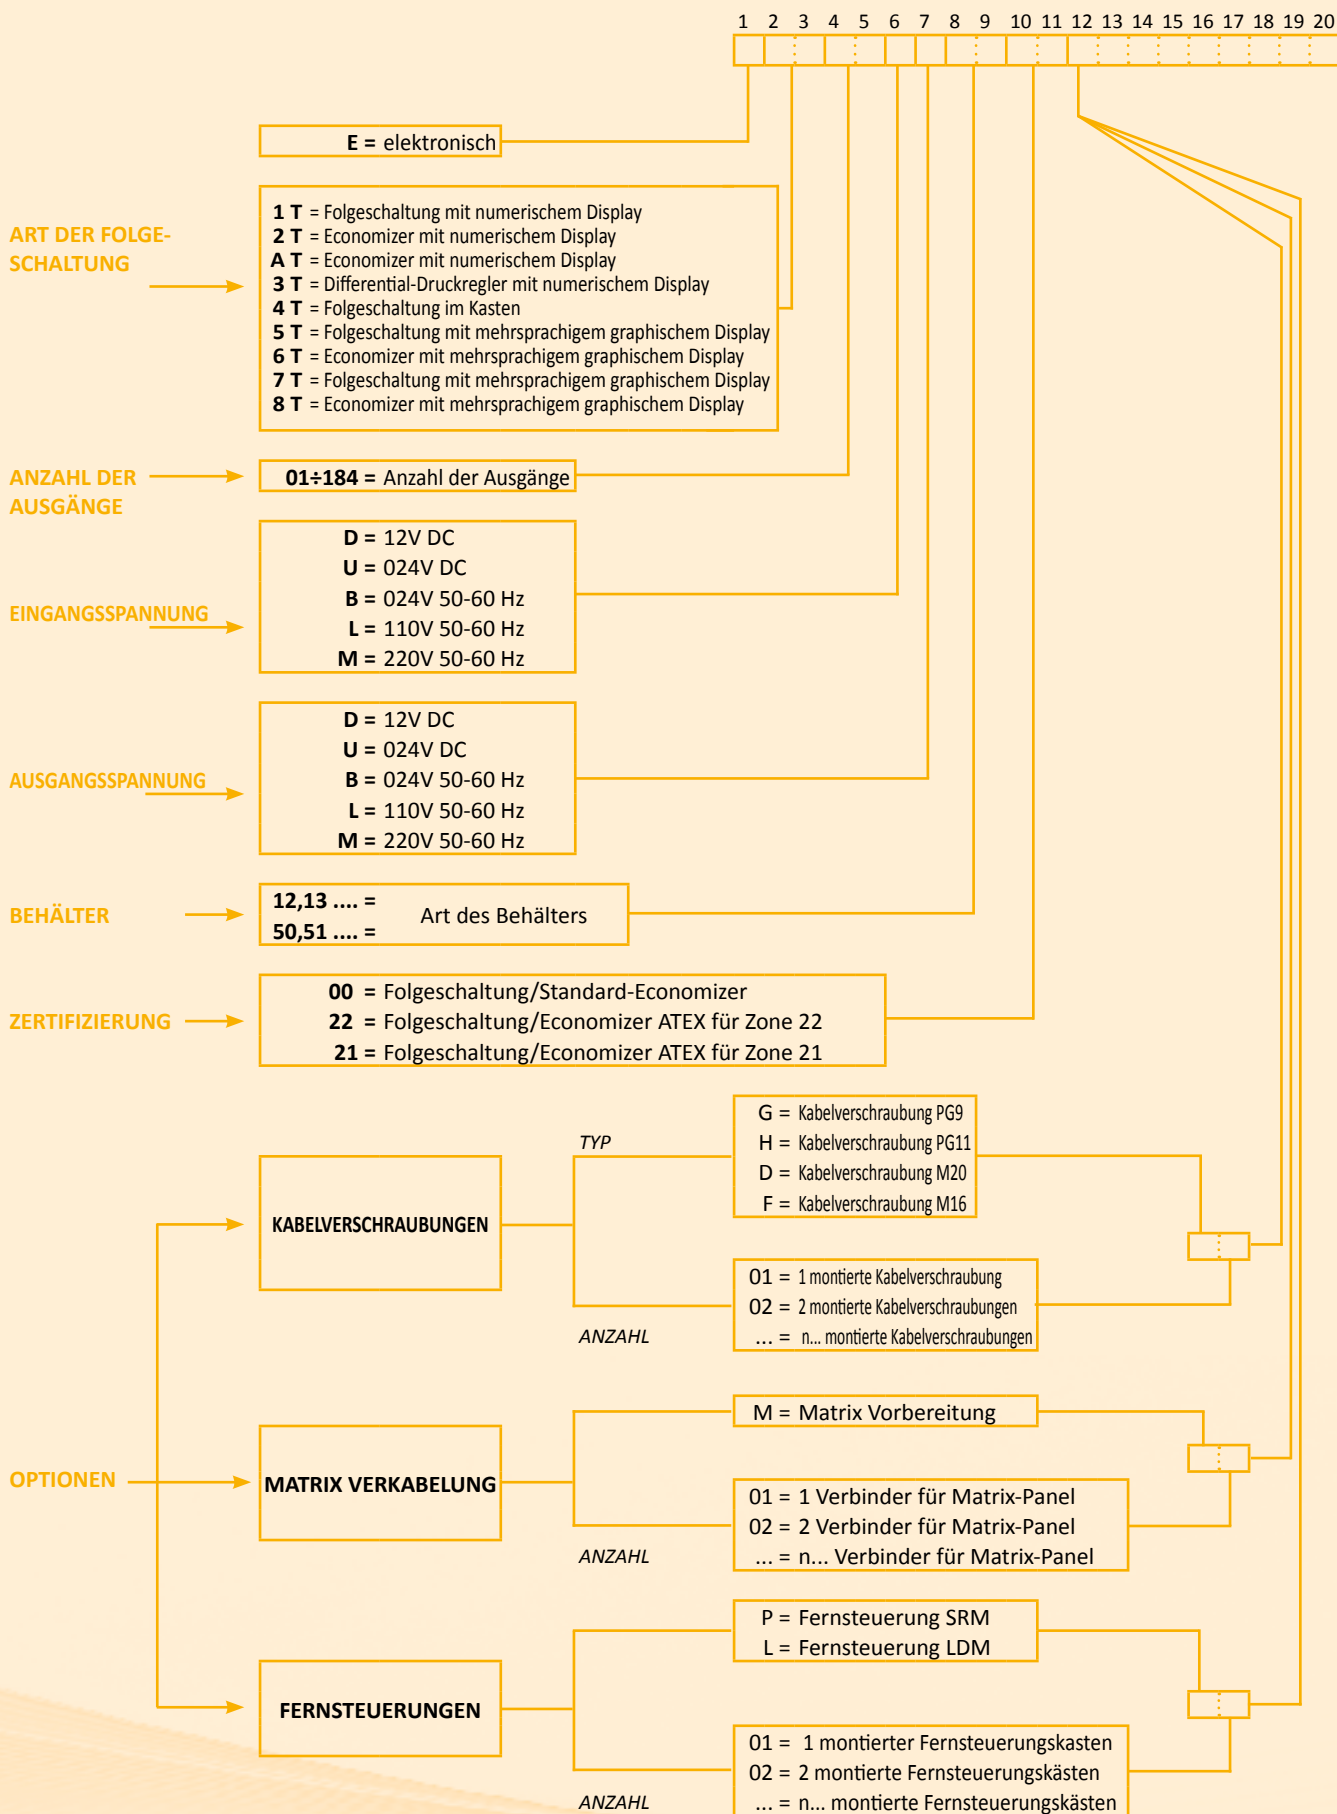 1 2 3 4 5 6 7 8 9 10 11 12 13 14 15 16 17 18 19 20
E = elektronisch
ART DER FOLGE-
SCHALTUNG
1 T = Folgeschaltung mit numerischem Display
2 T = Economizer mit numerischem Display
A T = Economizer mit numerischem Display
3 T = Differential-Druckregler mit numerischem Display
4 T = Folgeschaltung im Kasten
5 T = Folgeschaltung mit mehrsprachigem graphischem Display
6 T = Economizer mit mehrsprachigem graphischem Display
7 T = Folgeschaltung mit mehrsprachigem graphischem Display
8 T = Economizer mit mehrsprachigem graphischem Display
ANZAHL DER
AUSGÄNGE
01÷184 = Anzahl der Ausgänge
EINGANGSSPANNUNG
D = 12V DC
U = 024V DC
B = 024V 50-60 Hz
L = 110V 50-60 Hz
M = 220V 50-60 Hz
AUSGANGSSPANNUNG
D = 12V DC
U = 024V DC
B = 024V 50-60 Hz
L = 110V 50-60 Hz
M = 220V 50-60 Hz
BEHÄLTER
12,13 .... =
50,51 .... =
Art des Behälters
ZERTIFIZIERUNG
00 = Folgeschaltung/Standard-Economizer
22 = Folgeschaltung/Economizer ATEX für Zone 22
21 = Folgeschaltung/Economizer ATEX für Zone 21
OPTIONEN
KABELVERSCHRAUBUNGEN
TYP
G = Kabelverschraubung PG9
H = Kabelverschraubung PG11
D = Kabelverschraubung M20
F = Kabelverschraubung M16
ANZAHL
01 = 1 montierte Kabelverschraubung
02 = 2 montierte Kabelverschraubungen
... = n... montierte Kabelverschraubungen
MATRIX VERKABELUNG
M = Matrix Vorbereitung
ANZAHL
01 = 1 Verbinder für Matrix-Panel
02 = 2 Verbinder für Matrix-Panel
... = n... Verbinder für Matrix-Panel
FERNSTEUERUNGEN
P = Fernsteuerung SRM
L = Fernsteuerung LDM
ANZAHL
01 = 1 montierter Fernsteuerungskasten
02 = 2 montierte Fernsteuerungskästen
... = n... montierte Fernsteuerungskästen